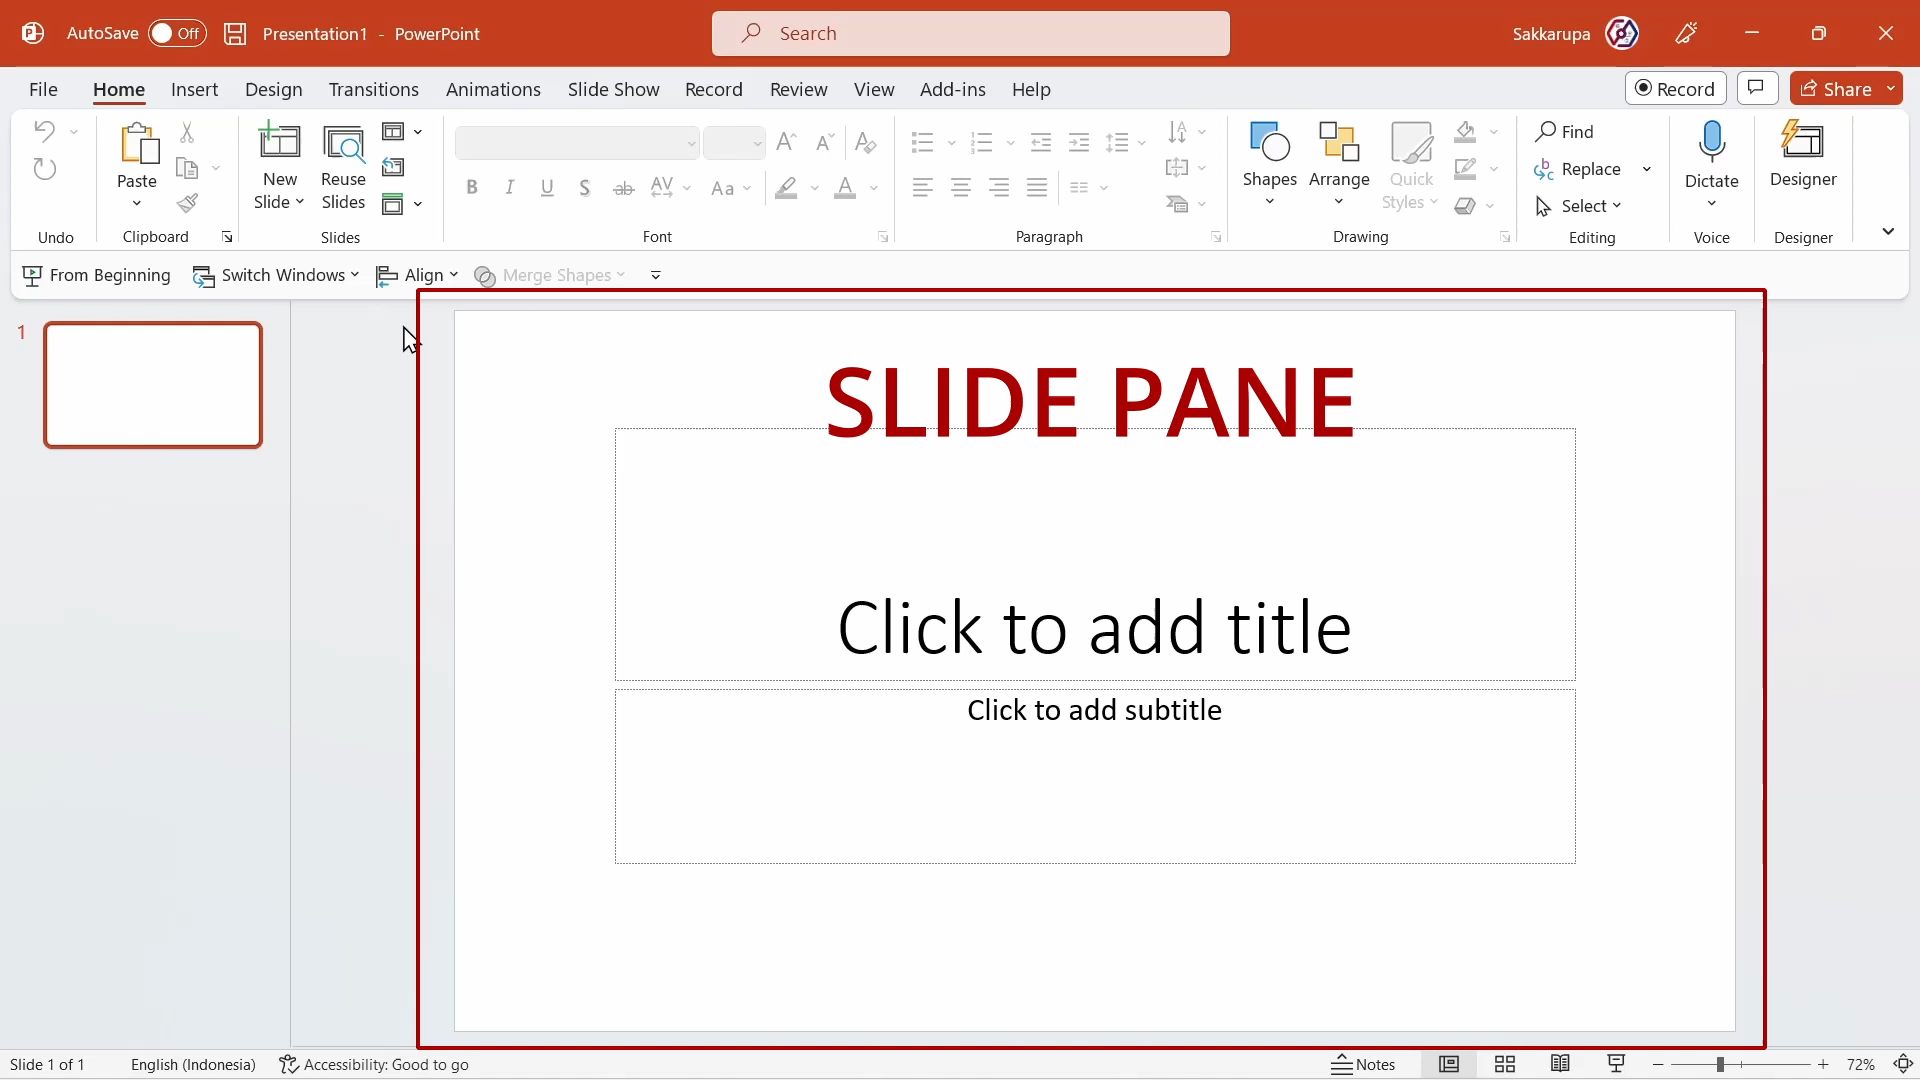 AutoSave Off Presentation1 - PowerPoint Search Sakkarupa
File Home Insert Design Transitions Animations Slide Show Record Review View Add-ins Help Record Share
Paste New Slide Reuse Slides B I U S ab AV Aa A Shapes Arrange Quick Styles Find Replace Select Dictate Designer
Undo Clipboard Slides Font Paragraph Drawing Editing Voice Designer
From Beginning Switch Windows Align Merge Shapes
1
SLIDE PANE
Click to add title
Click to add subtitle
Slide 1 of 1 English (Indonesia) Accessibility: Good to go Notes 72%